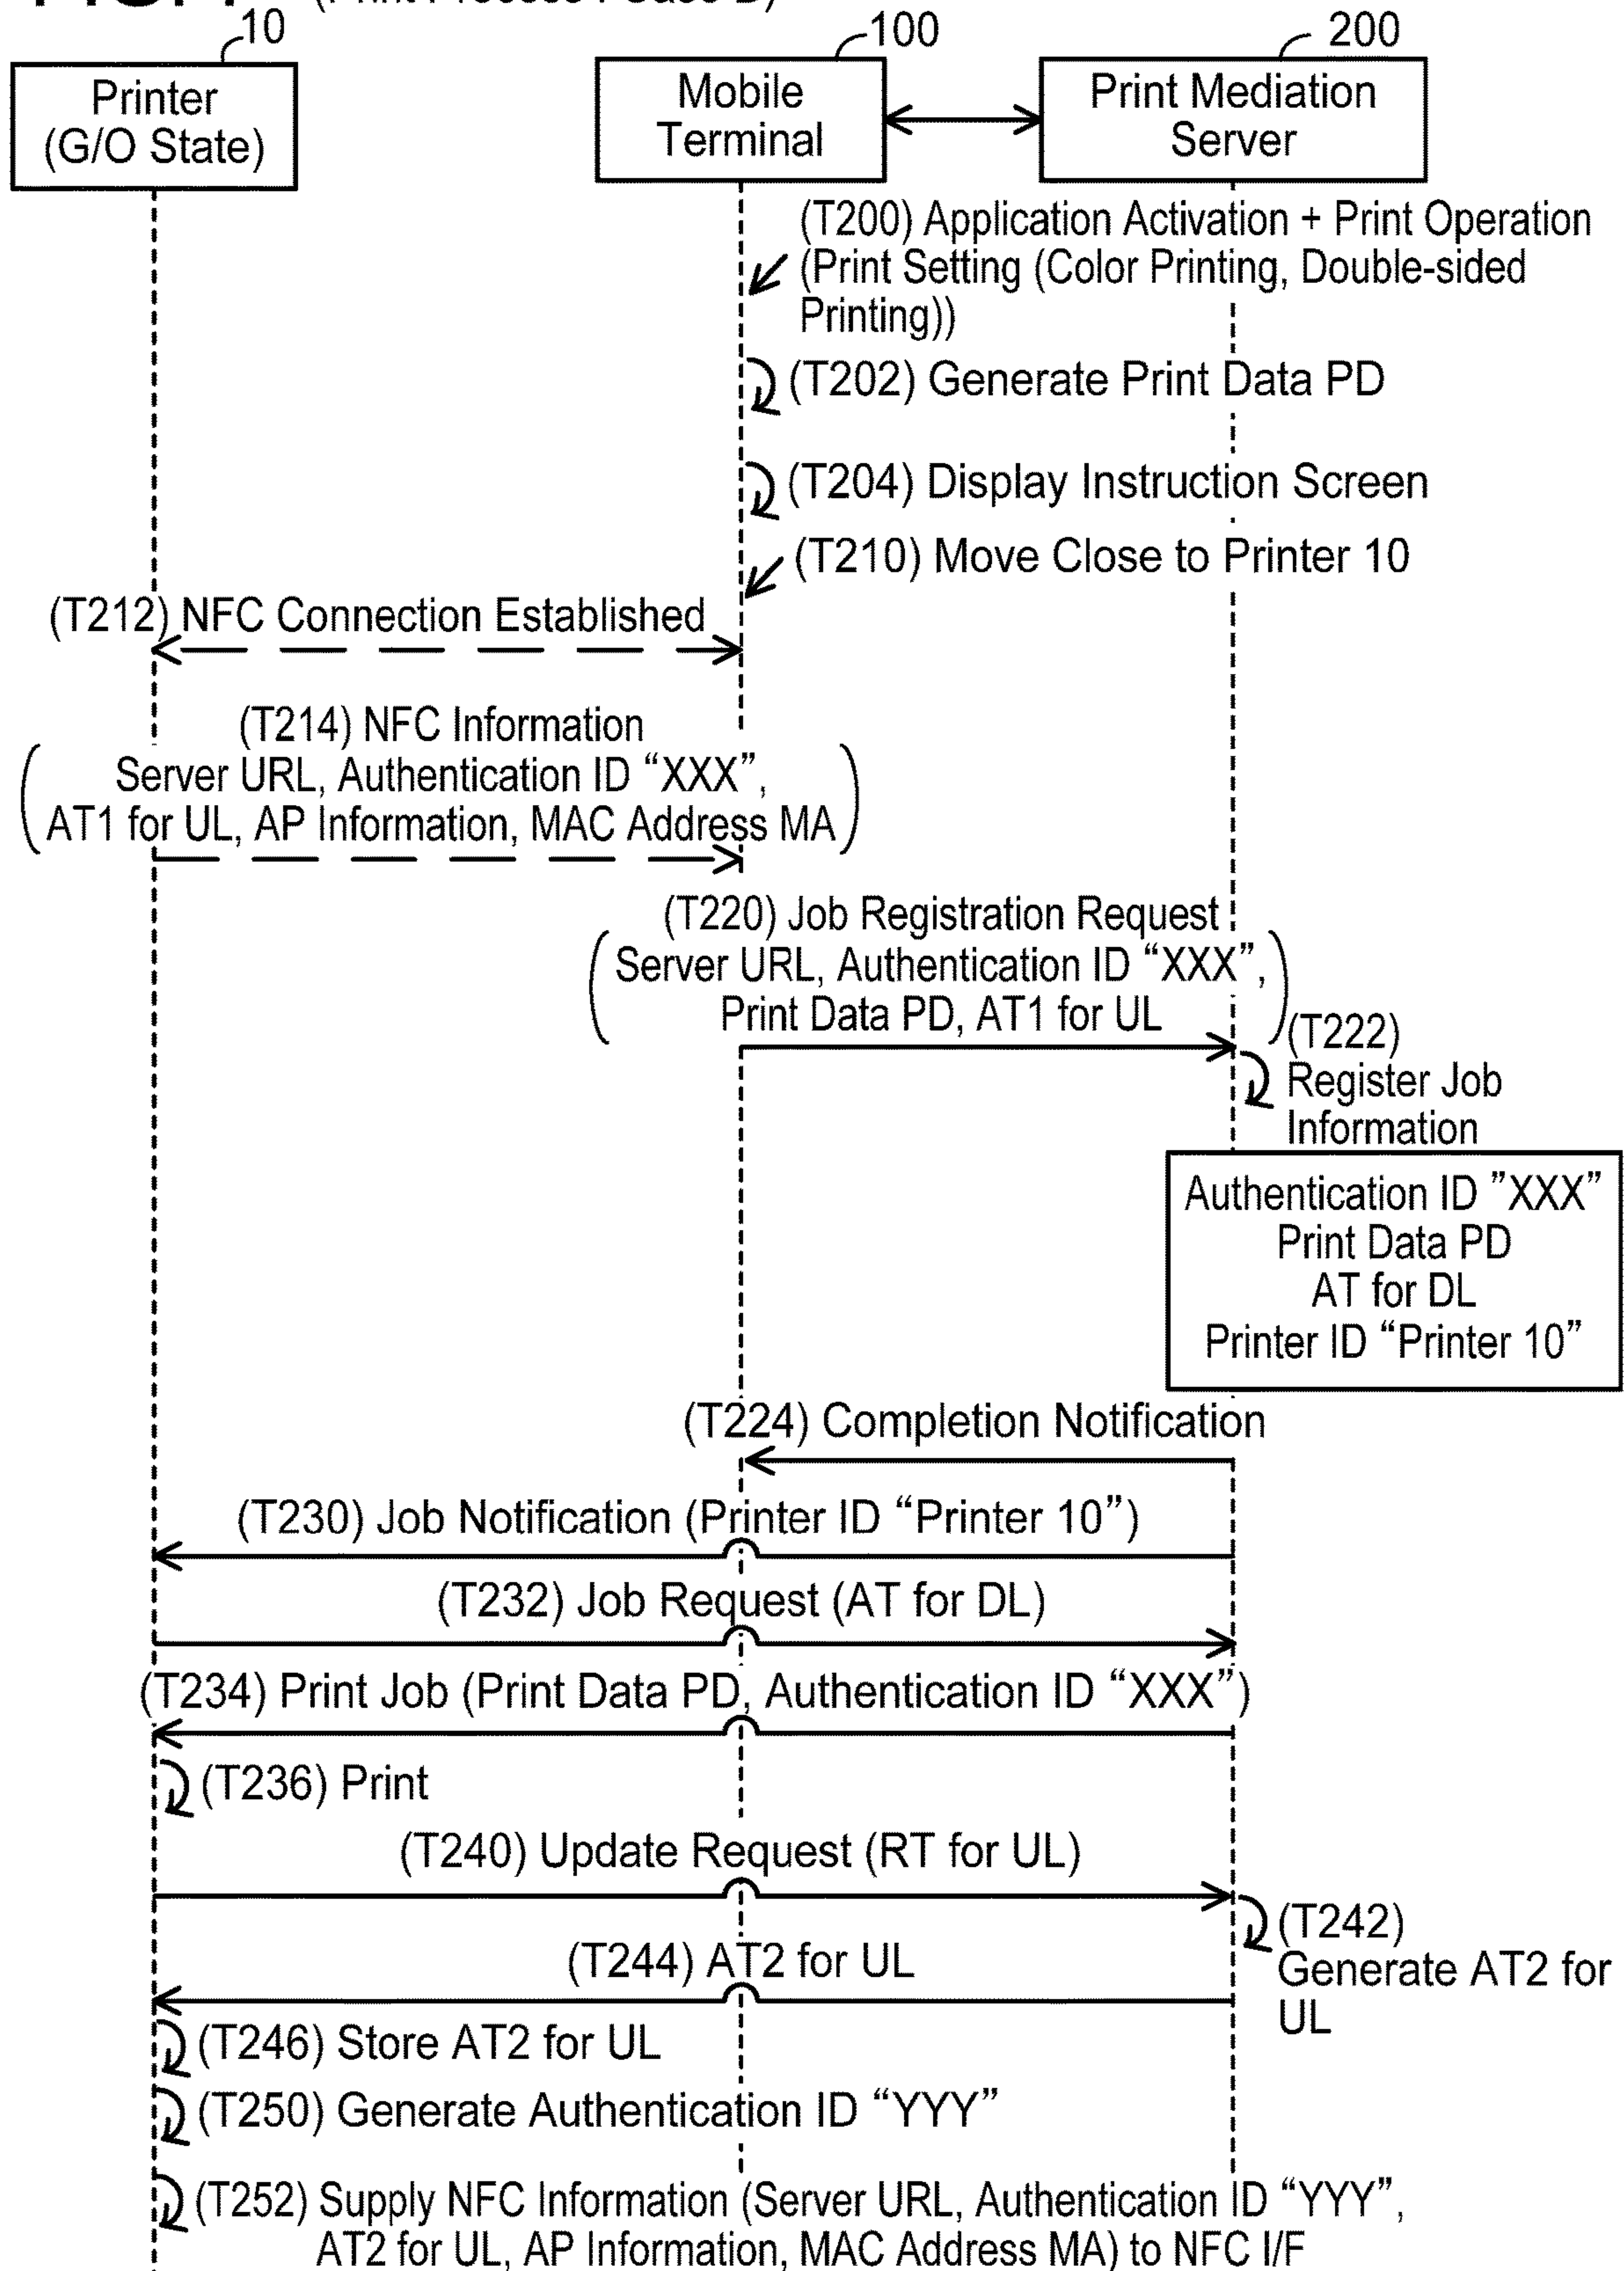 10
100
200
Printer
(G/O State)
Mobile
Terminal
Print Mediation
Server
(T200) Application Activation + Print Operation
(Print Setting (Color Printing, Double-sided
Printing))
(T202) Generate Print Data PD
(T204) Display Instruction Screen
(T210) Move Close to Printer 10
(T212) NFC Connection Established
(T214) NFC Information
Server URL, Authentication ID “XXX”,
AT1 for UL, AP Information, MAC Address MA
(T220) Job Registration Request
Server URL, Authentication ID “XXX”,
Print Data PD, AT1 for UL
(T222)
Register Job
Information
Authentication ID ”XXX”
Print Data PD
AT for DL
Printer ID “Printer 10”
(T224) Completion Notification
(T230) Job Notification (Printer ID “Printer 10”)
(T232) Job Request (AT for DL)
(T234) Print Job (Print Data PD, Authentication ID “XXX”)
(T236) Print
(T240) Update Request (RT for UL)
(T242)
Generate AT2 for
UL
(T244) AT2 for UL
(T246) Store AT2 for UL
(T250) Generate Authentication ID “YYY”
(T252) Supply NFC Information (Server URL, Authentication ID “YYY”,
AT2 for UL, AP Information, MAC Address MA) to NFC I/F